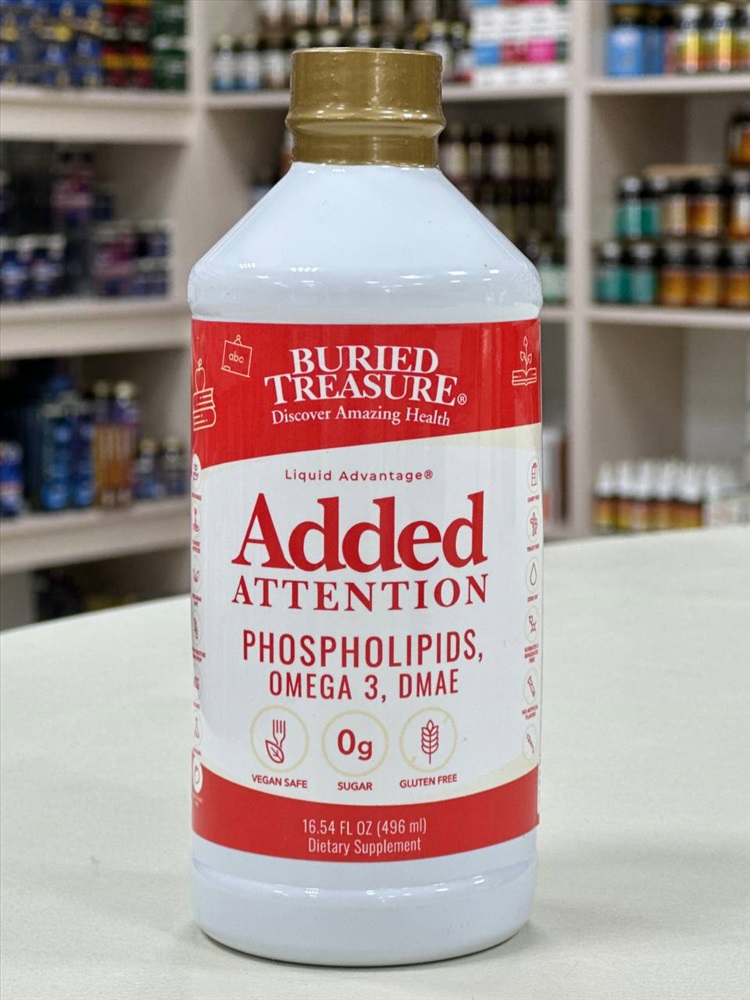 abc
BURIED
TREASURE®
Discover Amazing Health
Liquid Advantage®
Added
ATTENTION
PHOSPHOLIPIDS,
OMEGA 3, DMAE
0g
VEGAN SAFE
SUGAR
GLUTEN FREE
16.54 FL OZ (496 ml)
Dietary Supplement